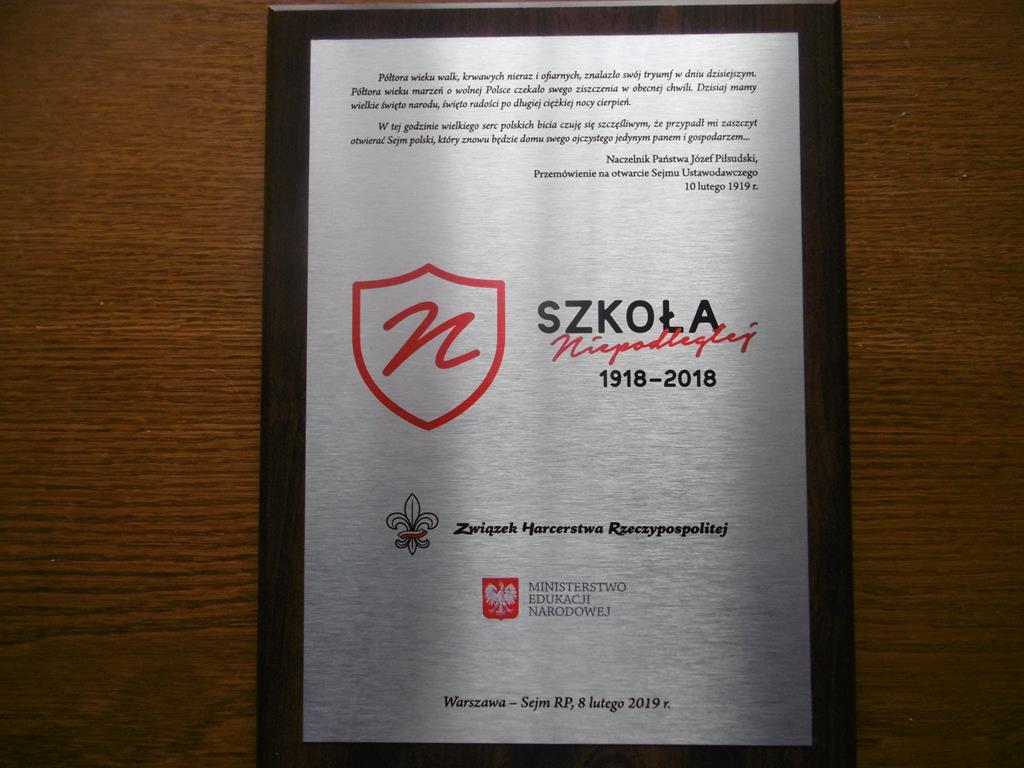 Półtora wieku walk, krwawych nieraz i ofiarnych, znalazło swój tryumf w dniu dzisiejszym.
Półtora wieku marzeń o wolnej Polsce czekało swego ziszczenia w obecnej chwili. Dzisiaj mamy
wielkie święto narodu, święto radości po długiej ciężkiej nocy cierpień.
W tej godzinie wielkiego serc polskich bicia czuję się szczęśliwym, że przypadł mi zaszczyt
otwierać Sejm polski, który znowu będzie domu swego ojczystego jedynym panem i gospodarzem...
Naczelnik Państwa Józef Piłsudski,
Przemówienie na otwarcie Sejmu Ustawodawczego
10 lutego 1919 r.
n
SZKOŁA
Niepodległej
1918–2018
Związek Harcerstwa Rzeczypospolitej
MINISTERSTWO
EDUKACJI
NARODOWEJ
Warszawa – Sejm RP, 8 lutego 2019 r.